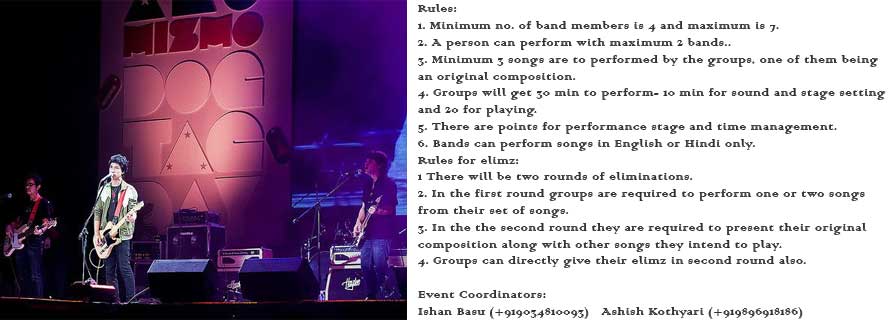 MIZMO
DOG
TAG
Rules:
1. Minimum no. of band members is 4 and maximum is 7.
2. A person can perform with maximum 2 bands..
3. Minimum 3 songs are to performed by the groups, one of them being
an original composition.
4. Groups will get 30 min to perform- 10 min for sound and stage setting
and 20 for playing.
5. There are points for performance stage and time management.
6. Bands can perform songs in English or Hindi only.
Rules for elimz:
1 There will be two rounds of eliminations.
2. In the first round groups are required to perform one or two songs
from their set of songs.
3. In the the second round they are required to present their original
composition along with other songs they intend to play.
4. Groups can directly give their elimz in second round also.
Event Coordinators:
Ishan Basu (+919034810093) Ashish Kothyari (+919896918186)